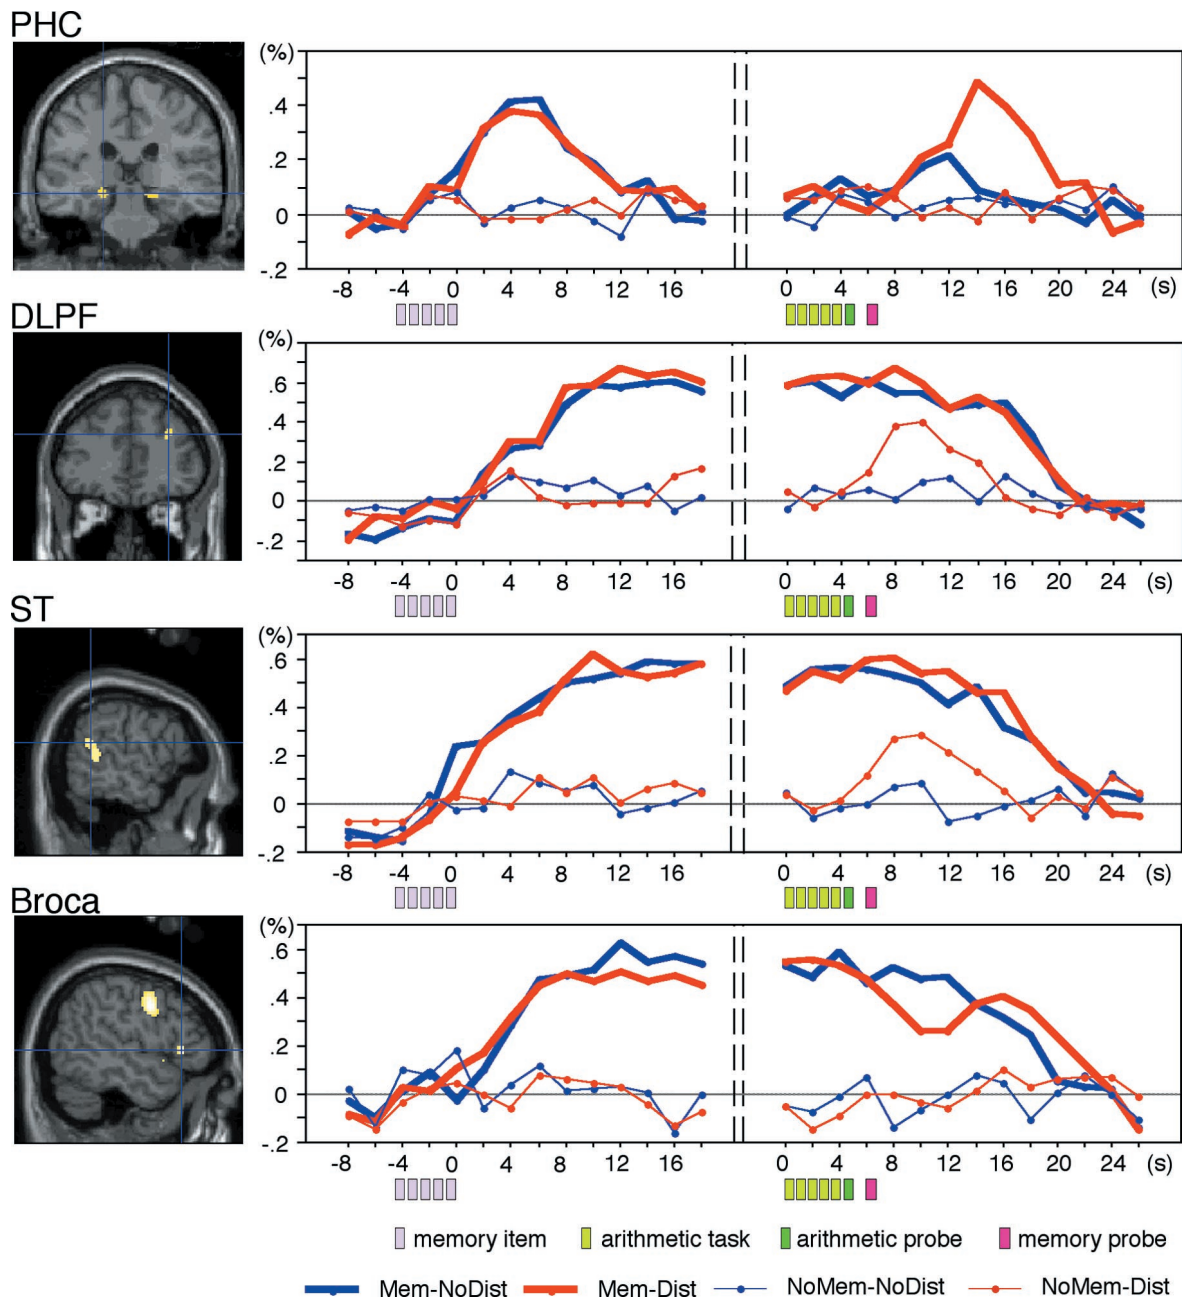 PHC
(%)
.4
.2
0
-.2
-8 -4 0 4 8 12 16 0 4 8 12 16 20 24 (s)
DLPF
(%)
.6
.4
.2
0
-.2
-8 -4 0 4 8 12 16 0 4 8 12 16 20 24 (s)
ST
(%)
.6
.4
.2
0
-.2
-8 -4 0 4 8 12 16 0 4 8 12 16 20 24 (s)
Broca
(%)
.6
.4
.2
0
-.2
-8 -4 0 4 8 12 16 0 4 8 12 16 20 24 (s)
memory item arithmetic task arithmetic probe memory probe
Mem-NoDist Mem-Dist NoMem-NoDist NoMem-Dist